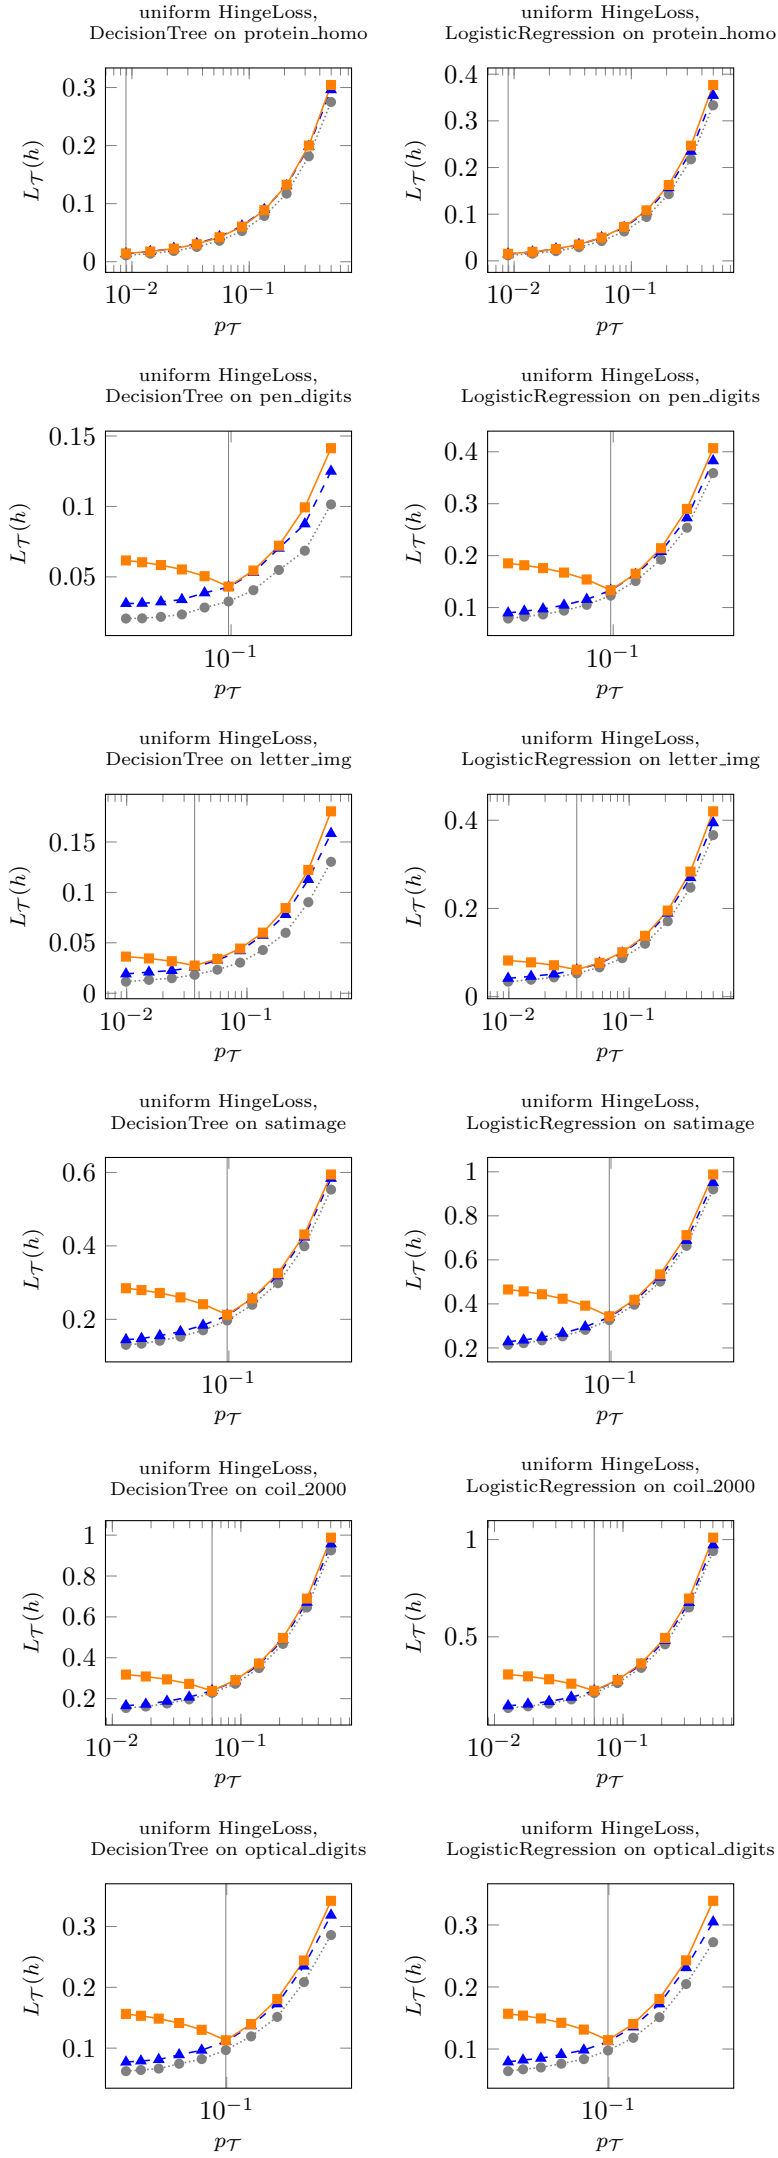 uniform HingeLoss,
DecisionTree on protein_homo
uniform HingeLoss,
LogisticRegression on protein_homo
0.3
0.2
0.1
0
L_𝒯(h)
10⁻²
10⁻¹
p_𝒯
0.4
0.3
0.2
0.1
0
L_𝒯(h)
10⁻²
10⁻¹
p_𝒯
uniform HingeLoss,
DecisionTree on pen_digits
uniform HingeLoss,
LogisticRegression on pen_digits
0.15
0.1
0.05
L_𝒯(h)
10⁻¹
p_𝒯
0.4
0.3
0.2
0.1
L_𝒯(h)
10⁻¹
p_𝒯
uniform HingeLoss,
DecisionTree on letter_img
uniform HingeLoss,
LogisticRegression on letter_img
0.15
0.1
0.05
0
L_𝒯(h)
10⁻²
10⁻¹
p_𝒯
0.4
0.2
0
L_𝒯(h)
10⁻²
10⁻¹
p_𝒯
uniform HingeLoss,
DecisionTree on satimage
uniform HingeLoss,
LogisticRegression on satimage
0.6
0.4
0.2
L_𝒯(h)
10⁻¹
p_𝒯
1
0.8
0.6
0.4
0.2
L_𝒯(h)
10⁻¹
p_𝒯
uniform HingeLoss,
DecisionTree on coil_2000
uniform HingeLoss,
LogisticRegression on coil_2000
1
0.8
0.6
0.4
0.2
L_𝒯(h)
10⁻²
10⁻¹
p_𝒯
1
0.5
L_𝒯(h)
10⁻²
10⁻¹
p_𝒯
uniform HingeLoss,
DecisionTree on optical_digits
uniform HingeLoss,
LogisticRegression on optical_digits
0.3
0.2
0.1
L_𝒯(h)
10⁻¹
p_𝒯
0.3
0.2
0.1
L_𝒯(h)
10⁻¹
p_𝒯